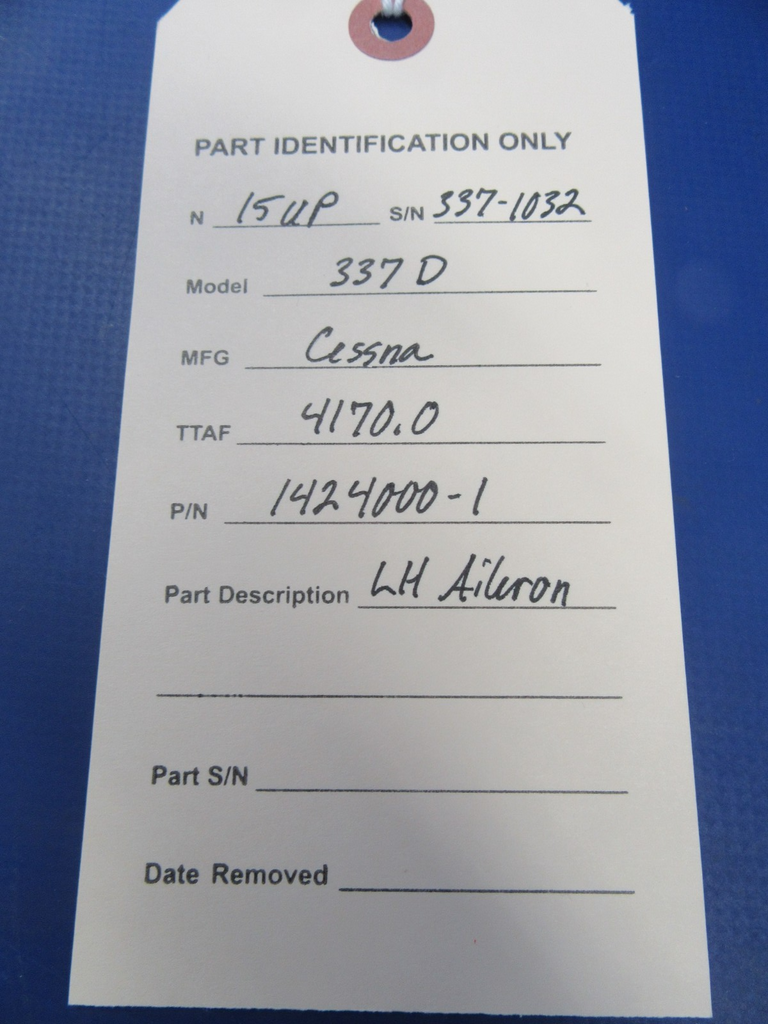 PART IDENTIFICATION ONLY
N 15UP S/N 337-1032
Model 337D
MFG Cessna
TTAF 4170.0
P/N 1424000-1
Part Description LH Aileron
Part S/N
Date Removed